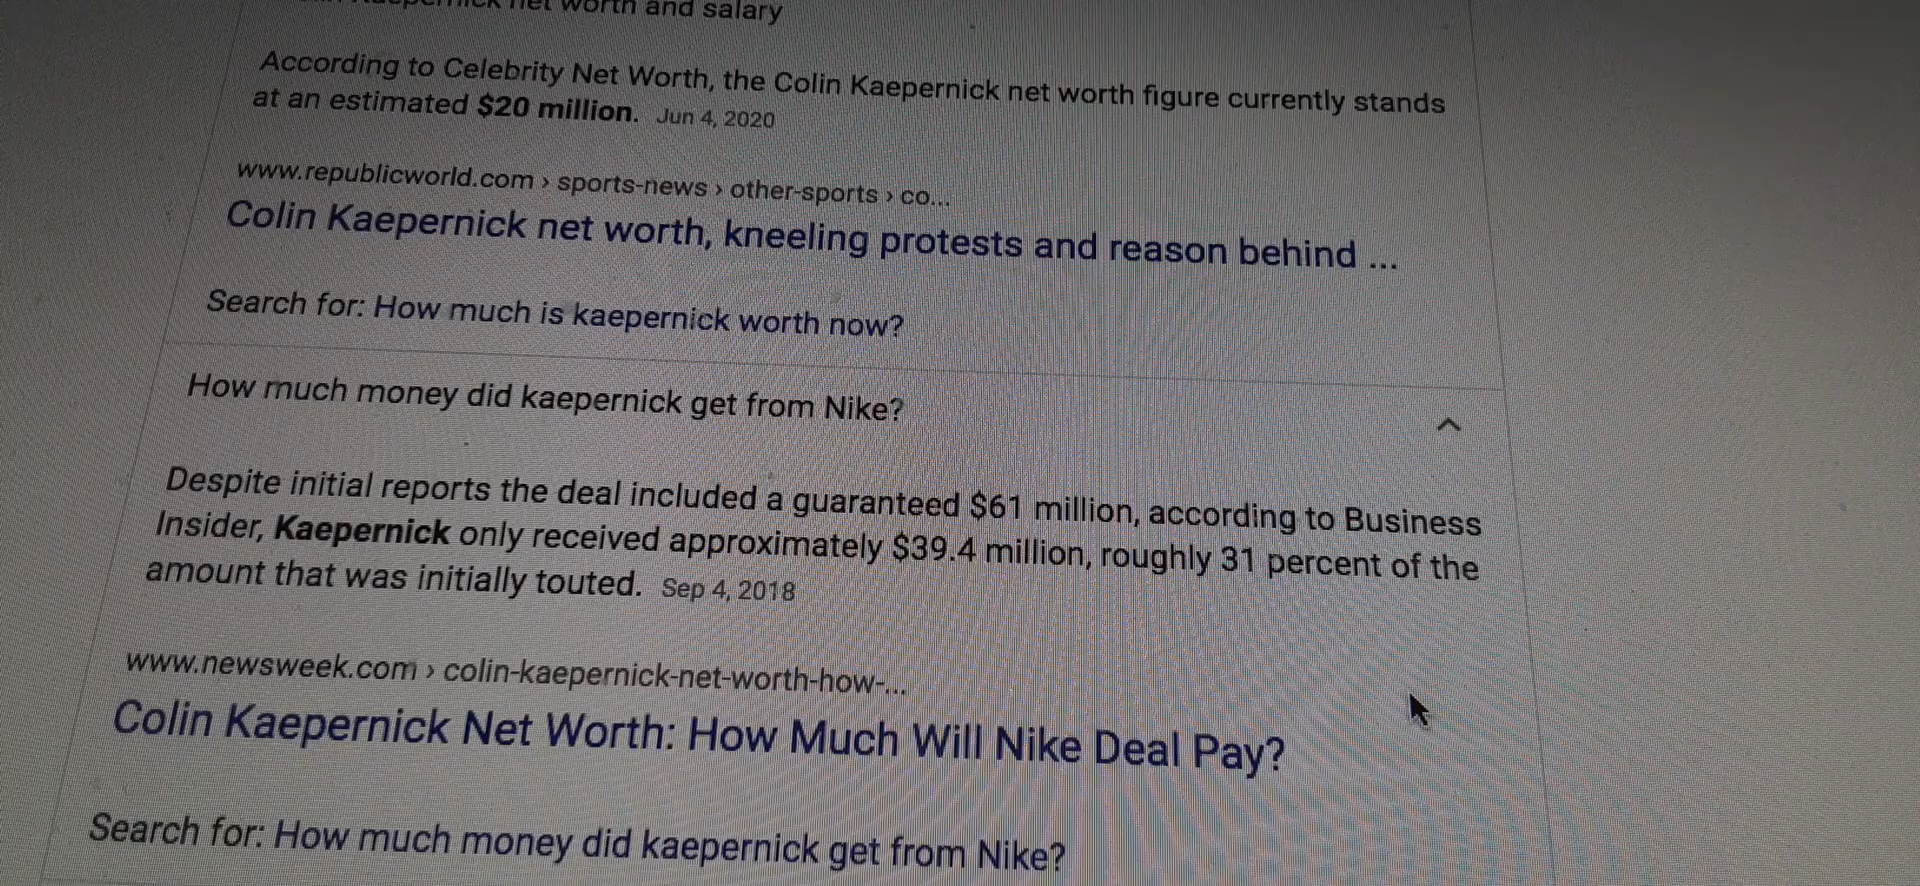 net worth and salary
According to Celebrity Net Worth, the Colin Kaepernick net worth figure currently stands
at an estimated $20 million. Jun 4, 2020
www.republicworld.com › sports-news › other-sports › co...
Colin Kaepernick net worth, kneeling protests and reason behind ...
Search for: How much is kaepernick worth now?
How much money did kaepernick get from Nike?
Despite initial reports the deal included a guaranteed $61 million, according to Business
Insider, Kaepernick only received approximately $39.4 million, roughly 31 percent of the
amount that was initially touted. Sep 4, 2018
www.newsweek.com › colin-kaepernick-net-worth-how-...
Colin Kaepernick Net Worth: How Much Will Nike Deal Pay?
Search for: How much money did kaepernick get from Nike?